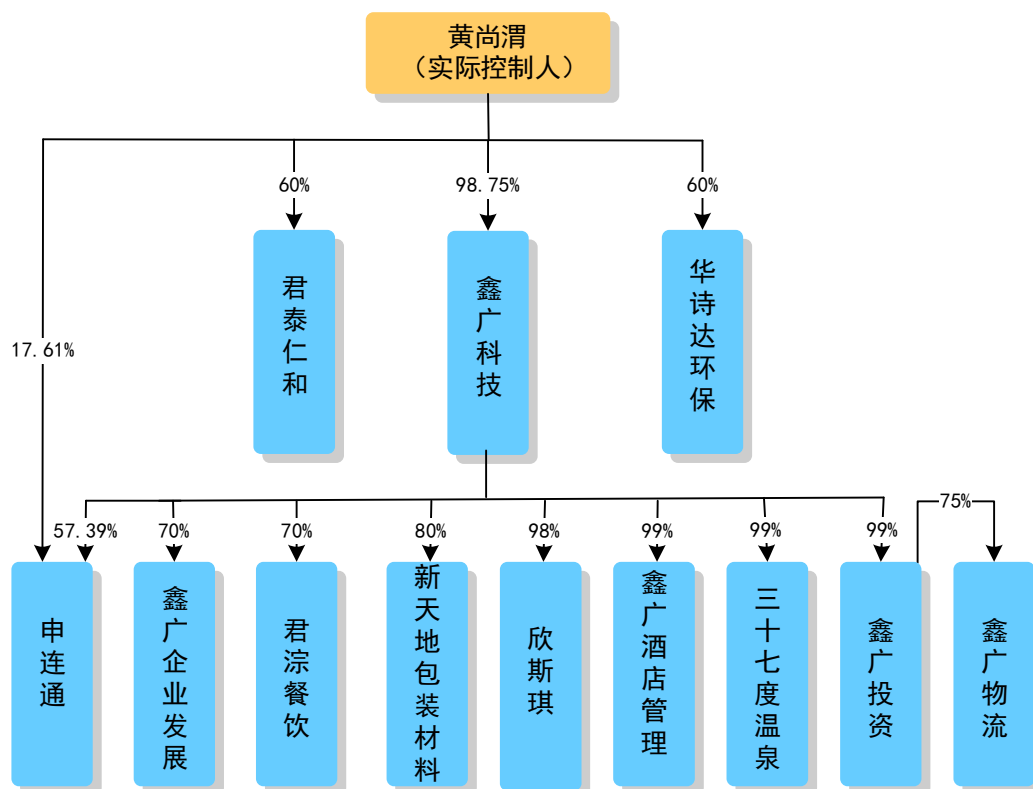 黄尚渭
（实际控制人）
60%
98.75%
60%
君泰仁和
鑫广科技
华诗达环保
17.61%
57.39%
70%
70%
80%
98%
99%
99%
99%
75%
申连通
鑫广企业发展
君淙餐饮
新天地包装材料
欣斯琪
鑫广酒店管理
三十七度温泉
鑫广投资
鑫广物流